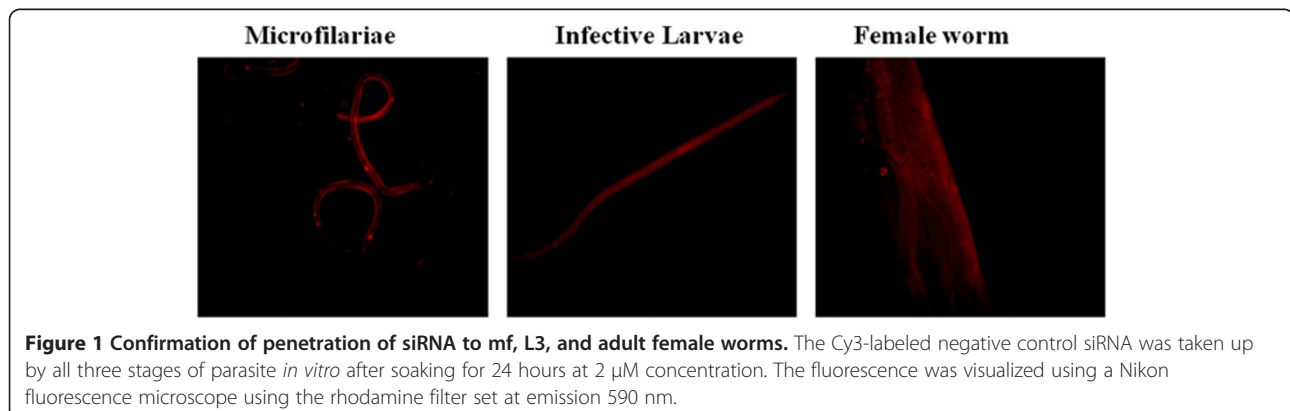 Microfilariae Infective Larvae Female worm
Figure 1 Confirmation of penetration of siRNA to mf, L3, and adult female worms. The Cy3-labeled negative control siRNA was taken up
by all three stages of parasite in vitro after soaking for 24 hours at 2 μM concentration. The fluorescence was visualized using a Nikon
fluorescence microscope using the rhodamine filter set at emission 590 nm.